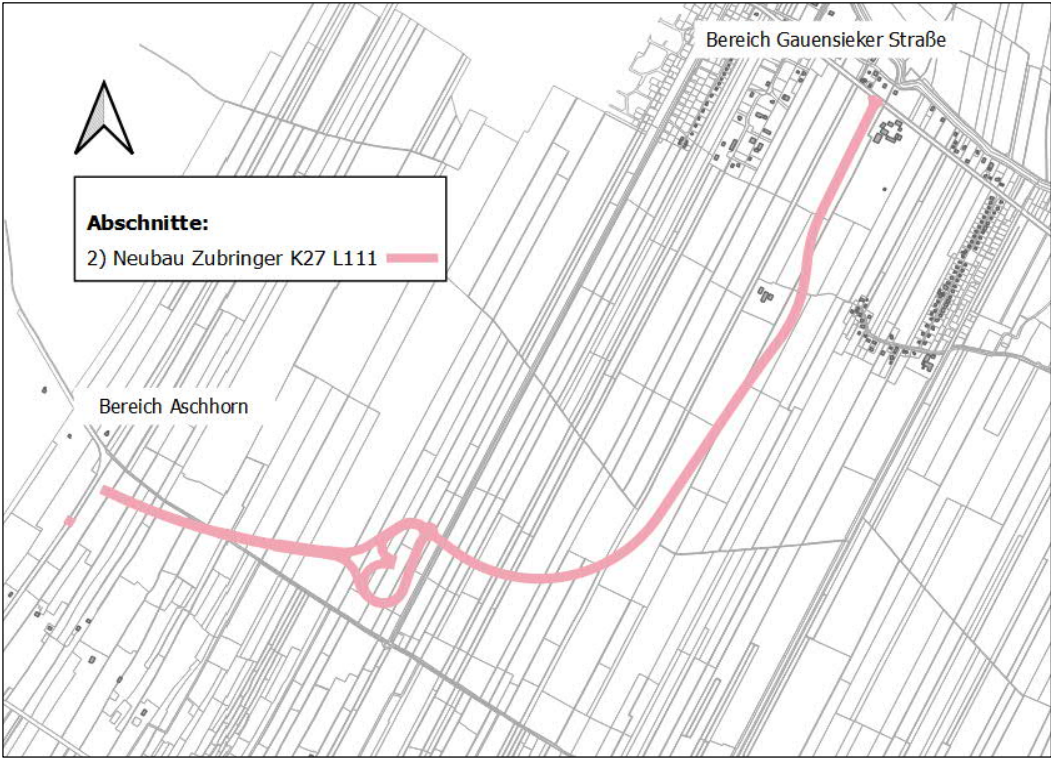 Bereich Gauensieker Straße
Abschnitte:
2) Neubau Zubringer K27 L111
Bereich Aschhorn